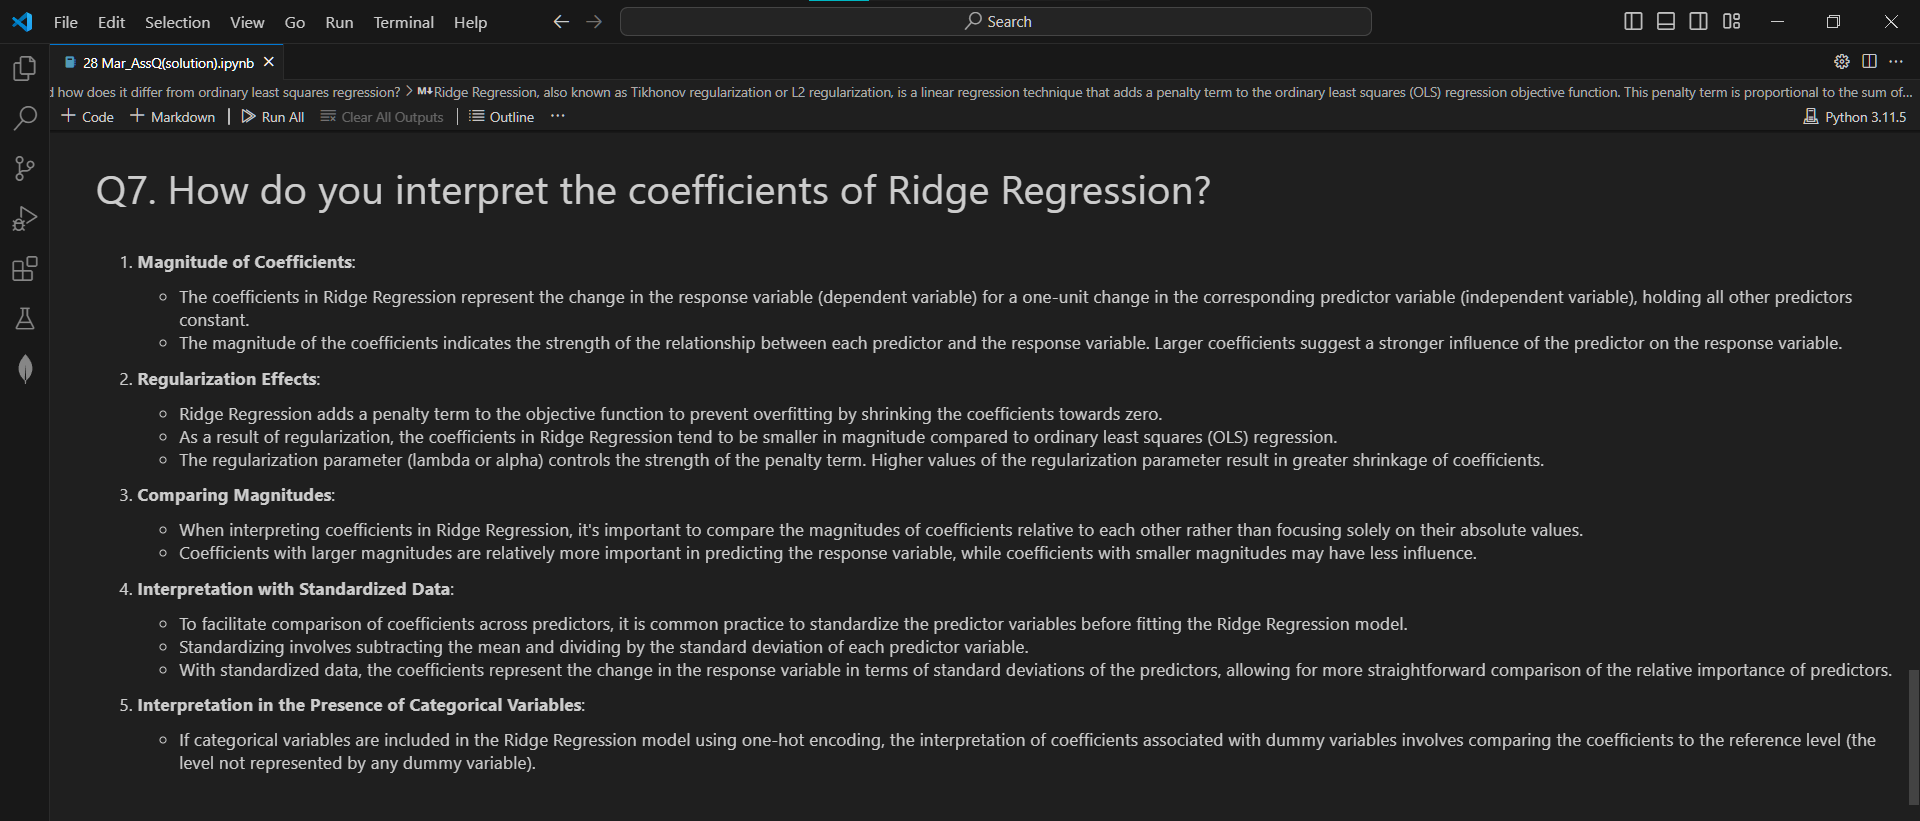 File Edit Selection View Go Run Terminal Help Search
28 Mar_AssQ(solution).ipynb
d how does it differ from ordinary least squares regression? > M↓Ridge Regression, also known as Tikhonov regularization or L2 regularization, is a linear regression technique that adds a penalty term to the ordinary least squares (OLS) regression objective function. This penalty term is proportional to the sum of...
+ Code + Markdown | Run All Clear All Outputs | Outline ... Python 3.11.5
Q7. How do you interpret the coefficients of Ridge Regression?
1. Magnitude of Coefficients:
The coefficients in Ridge Regression represent the change in the response variable (dependent variable) for a one-unit change in the corresponding predictor variable (independent variable), holding all other predictors
constant.
The magnitude of the coefficients indicates the strength of the relationship between each predictor and the response variable. Larger coefficients suggest a stronger influence of the predictor on the response variable.
2. Regularization Effects:
Ridge Regression adds a penalty term to the objective function to prevent overfitting by shrinking the coefficients towards zero.
As a result of regularization, the coefficients in Ridge Regression tend to be smaller in magnitude compared to ordinary least squares (OLS) regression.
The regularization parameter (lambda or alpha) controls the strength of the penalty term. Higher values of the regularization parameter result in greater shrinkage of coefficients.
3. Comparing Magnitudes:
When interpreting coefficients in Ridge Regression, it's important to compare the magnitudes of coefficients relative to each other rather than focusing solely on their absolute values.
Coefficients with larger magnitudes are relatively more important in predicting the response variable, while coefficients with smaller magnitudes may have less influence.
4. Interpretation with Standardized Data:
To facilitate comparison of coefficients across predictors, it is common practice to standardize the predictor variables before fitting the Ridge Regression model.
Standardizing involves subtracting the mean and dividing by the standard deviation of each predictor variable.
With standardized data, the coefficients represent the change in the response variable in terms of standard deviations of the predictors, allowing for more straightforward comparison of the relative importance of predictors.
5. Interpretation in the Presence of Categorical Variables:
If categorical variables are included in the Ridge Regression model using one-hot encoding, the interpretation of coefficients associated with dummy variables involves comparing the coefficients to the reference level (the
level not represented by any dummy variable).